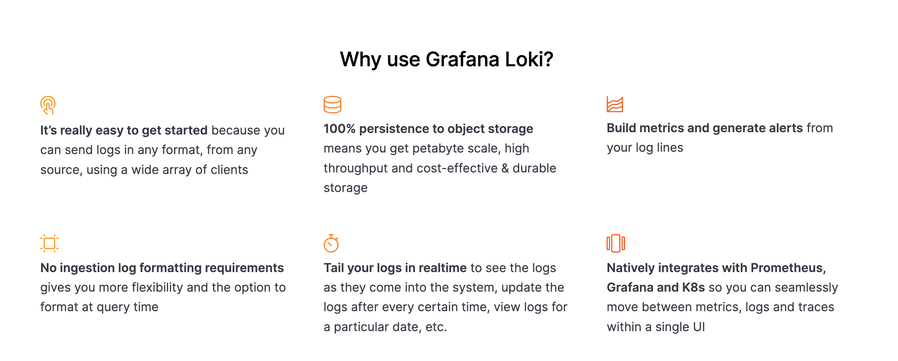 Why use Grafana Loki?
It's really easy to get started because you
can send logs in any format, from any
source, using a wide array of clients
100% persistence to object storage
means you get petabyte scale, high
throughput and cost-effective & durable
storage
Build metrics and generate alerts from
your log lines
No ingestion log formatting requirements
gives you more flexibility and the option to
format at query time
Tail your logs in realtime to see the logs
as they come into the system, update the
logs after every certain time, view logs for
a particular date, etc.
Natively integrates with Prometheus,
Grafana and K8s so you can seamlessly
move between metrics, logs and traces
within a single UI